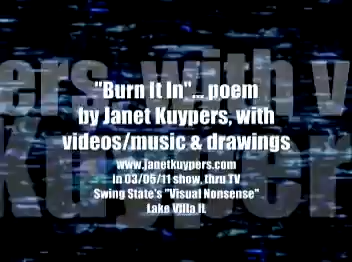 "Burn It In"... poem
by Janet Kuypers, with
videos/music & drawings
www.janetkuypers.com
in 03/05/11 show, thru TV
Swing State's "Visual Nonsense"
Lake Villa IL